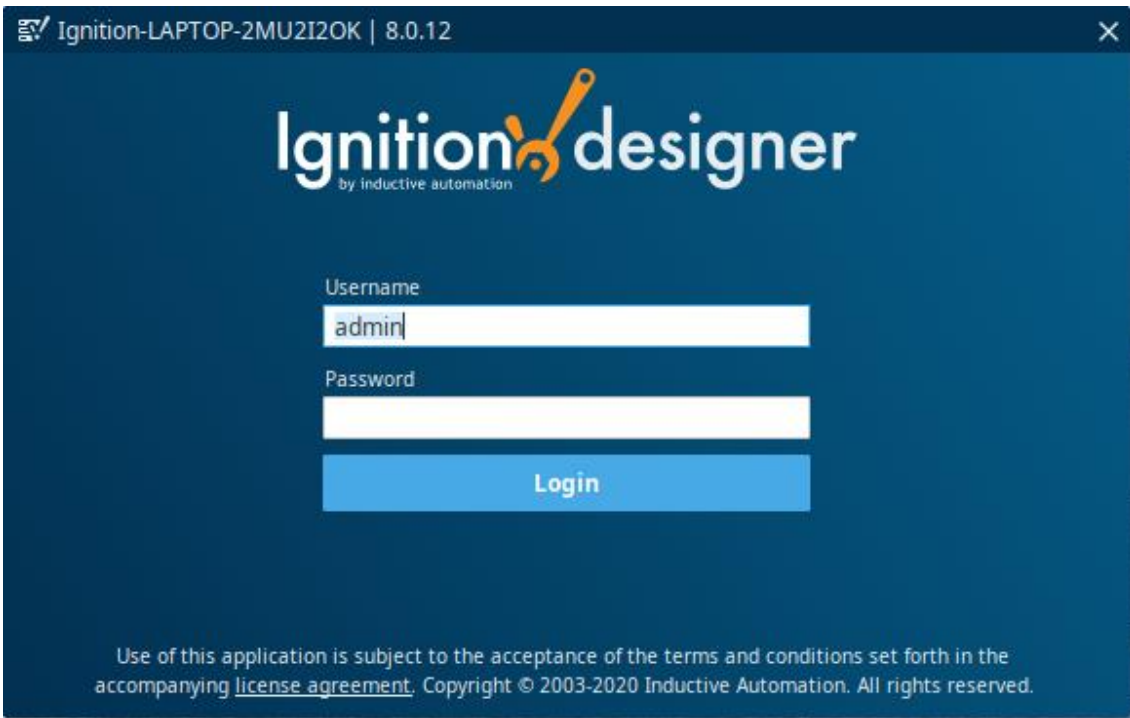 Ignition-LAPTOP-2MU2I2OK | 8.0.12
Ignition designer
by inductive automation
Username
admin
Password
Login
Use of this application is subject to the acceptance of the terms and conditions set forth in the
accompanying license agreement. Copyright © 2003-2020 Inductive Automation. All rights reserved.